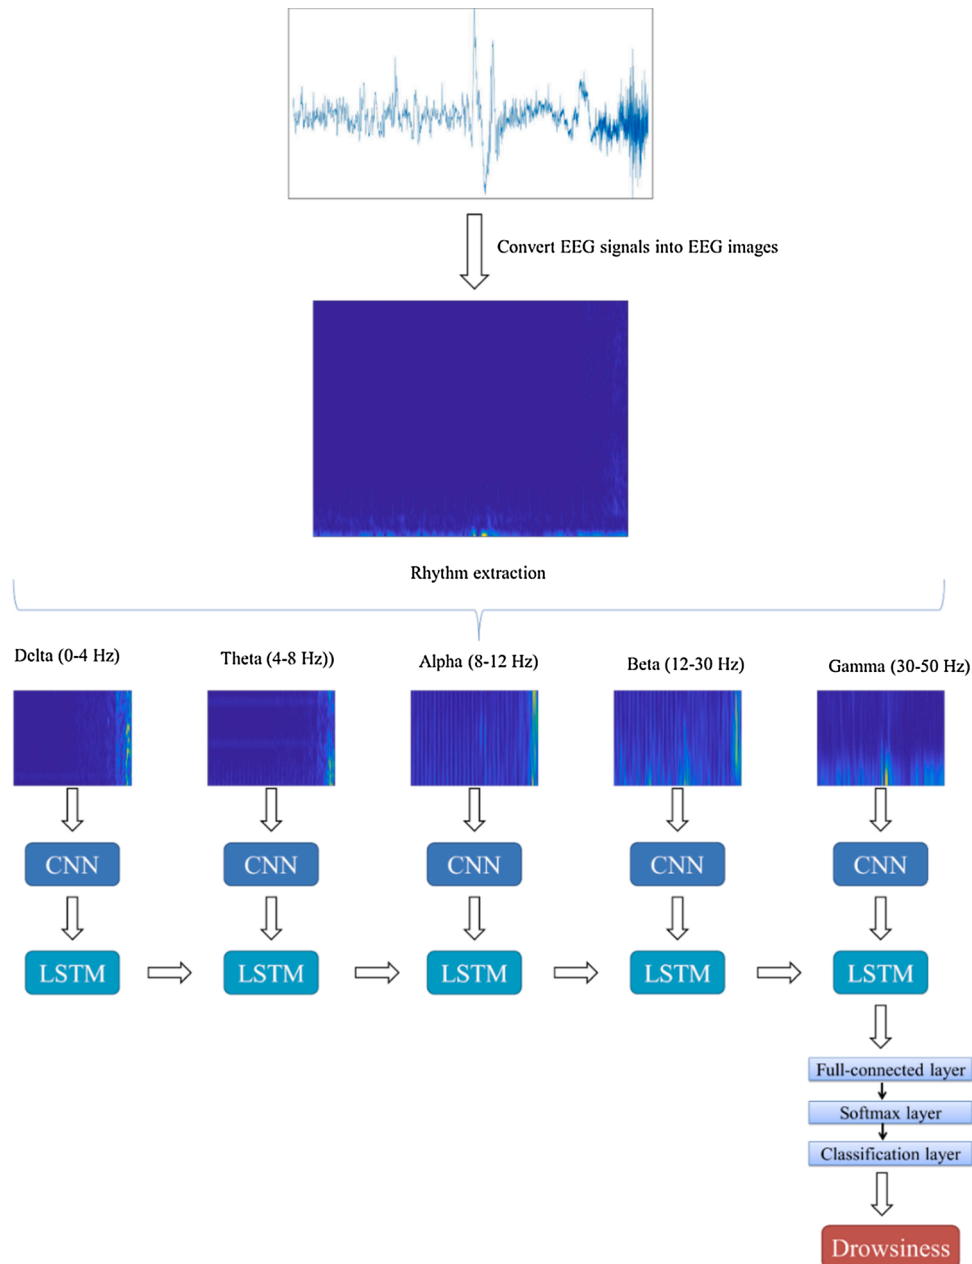 Convert EEG signals into EEG images
Rhythm extraction
Delta (0-4 Hz)
Theta (4-8 Hz))
Alpha (8-12 Hz)
Beta (12-30 Hz)
Gamma (30-50 Hz)
CNN
CNN
CNN
CNN
CNN
LSTM
LSTM
LSTM
LSTM
LSTM
Full-connected layer
Softmax layer
Classification layer
Drowsiness